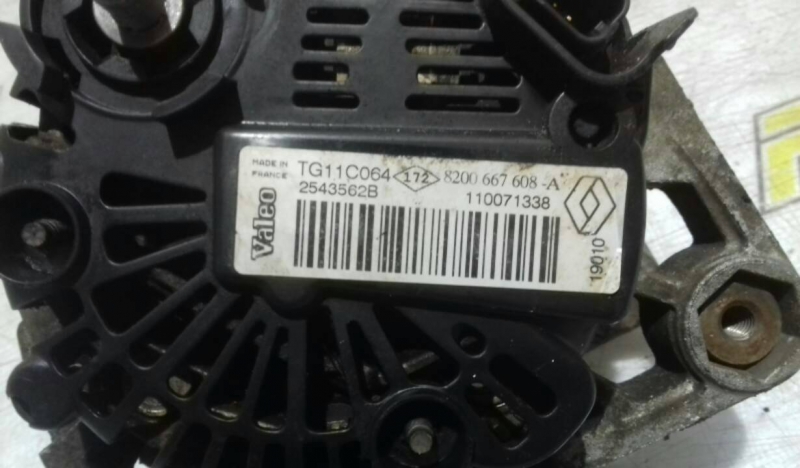 MADE IN
FRANCE
TG11C064 172 8200 667 608 -A
2543562B 110071338
Valeo
19010